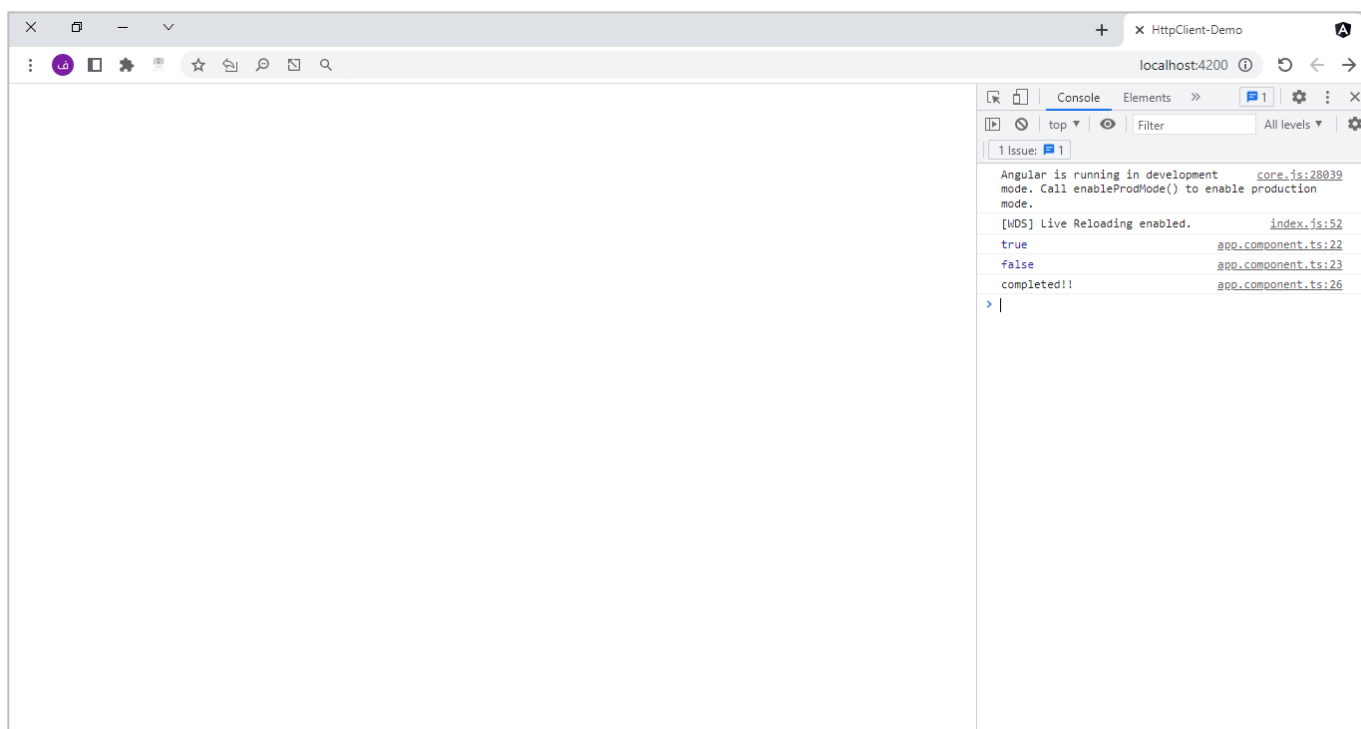 HttpClient-Demo
ف
localhost:4200
Console Elements 1
top Filter All levels
1 Issue: 1
Angular is running in development core.js:28039
mode. Call enableProdMode() to enable production
mode.
[WDS] Live Reloading enabled. index.js:52
true app.component.ts:22
false app.component.ts:23
completed!! app.component.ts:26